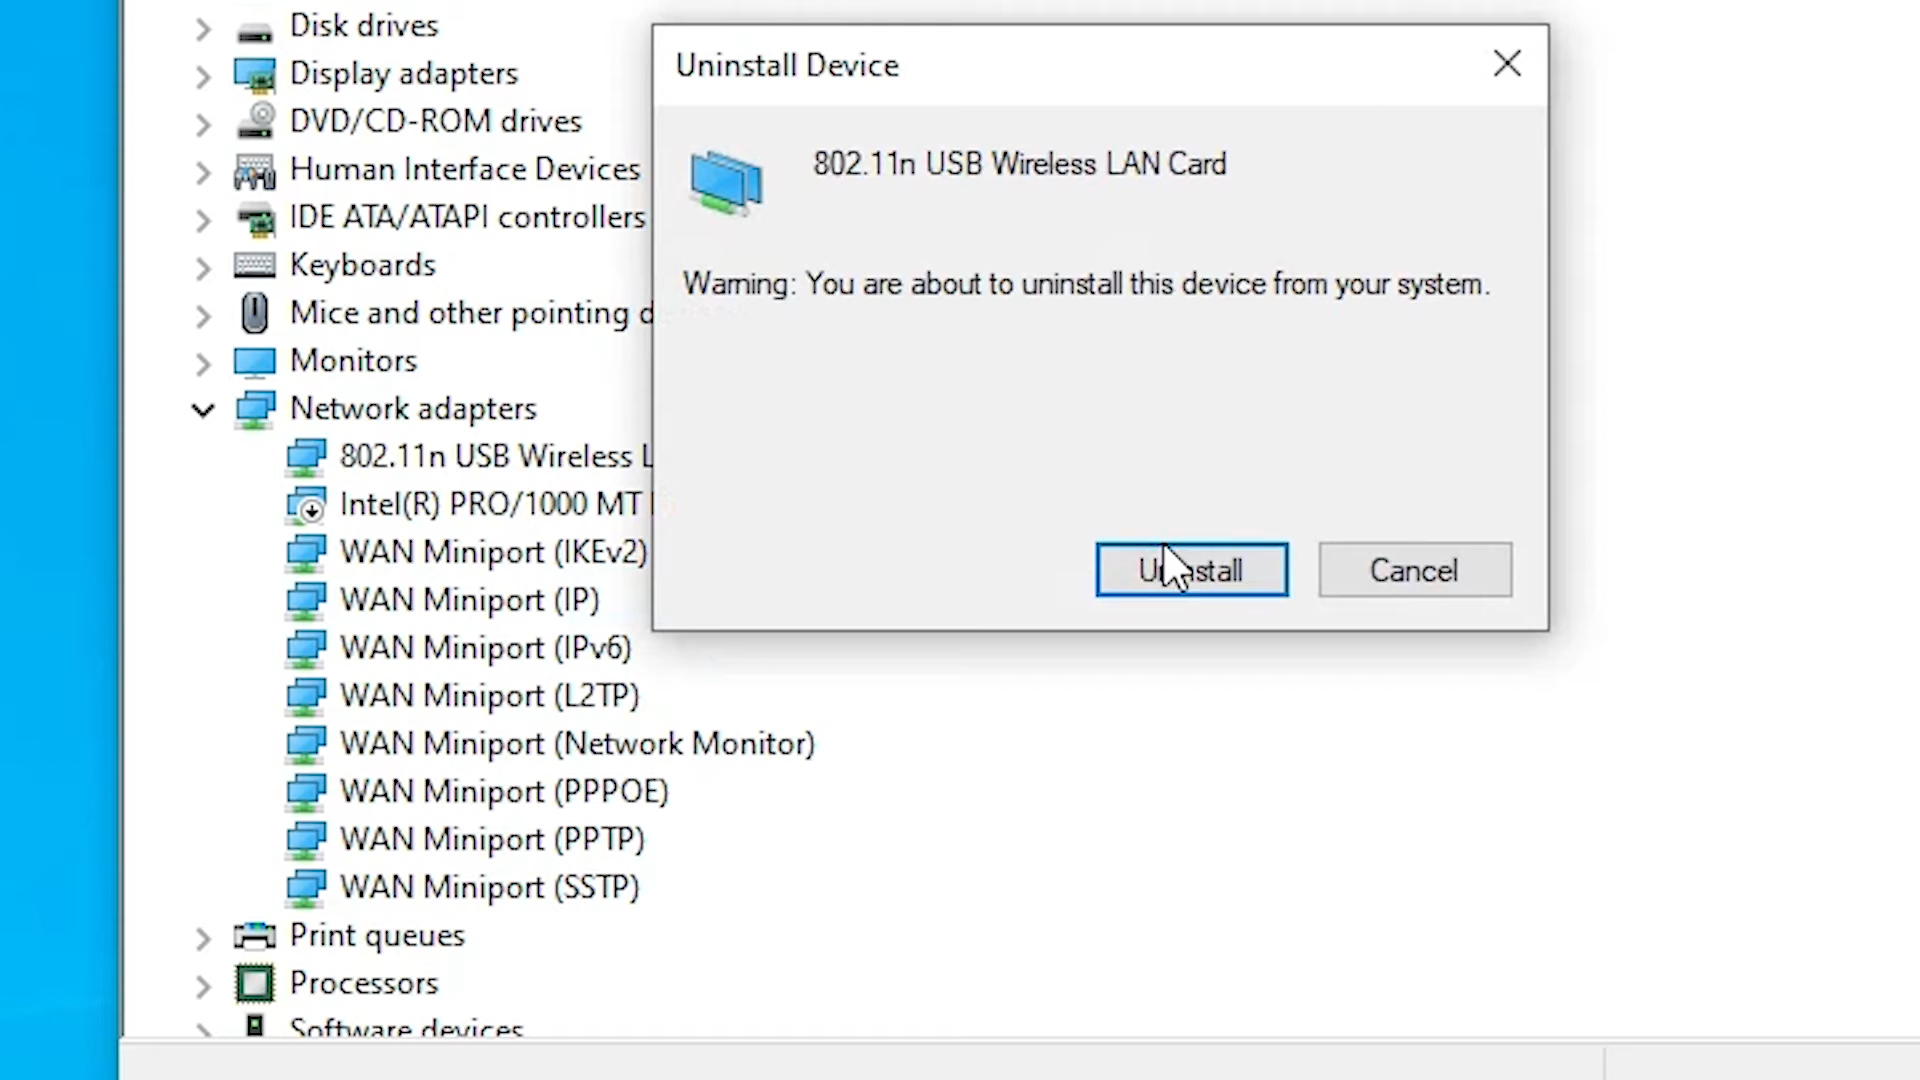 Disk drives
Display adapters
DVD/CD-ROM drives
Human Interface Devices
IDE ATA/ATAPI controllers
Keyboards
Mice and other pointing d
Monitors
Network adapters
802.11n USB Wireless L
Intel(R) PRO/1000 MT
WAN Miniport (IKEv2)
WAN Miniport (IP)
WAN Miniport (IPv6)
WAN Miniport (L2TP)
WAN Miniport (Network Monitor)
WAN Miniport (PPPOE)
WAN Miniport (PPTP)
WAN Miniport (SSTP)
Print queues
Processors
Software devices
Uninstall Device
802.11n USB Wireless LAN Card
Warning: You are about to uninstall this device from your system.
Uninstall
Cancel